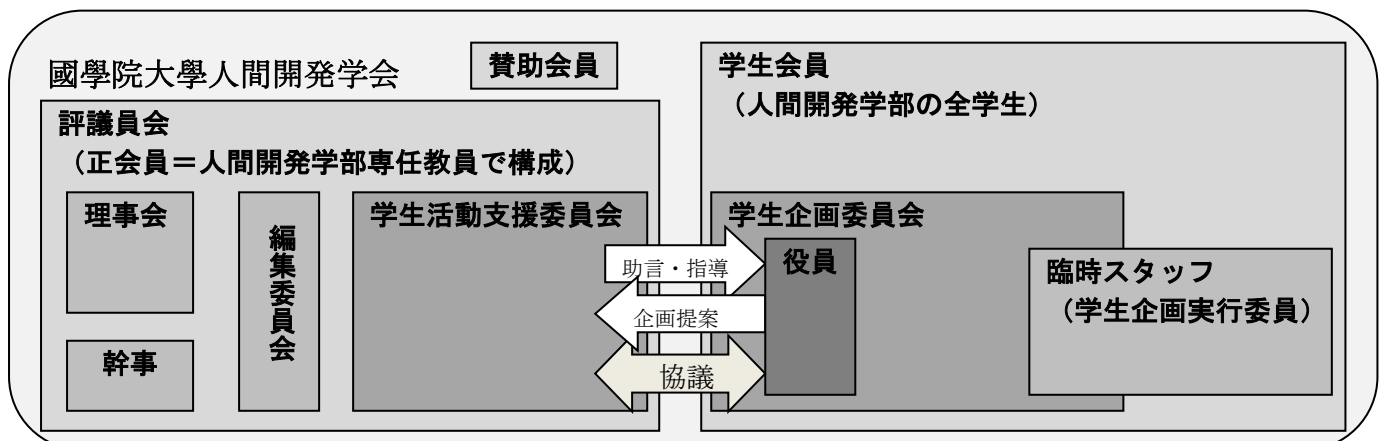 國學院大學人間開発学会
賛助会員
評議員会
（正会員＝人間開発学部専任教員で構成）
理事会
幹事
編集委員会
学生活動支援委員会
助言・指導
企画提案
協議
学生会員
（人間開発学部の全学生）
学生企画委員会
役員
臨時スタッフ
（学生企画実行委員）